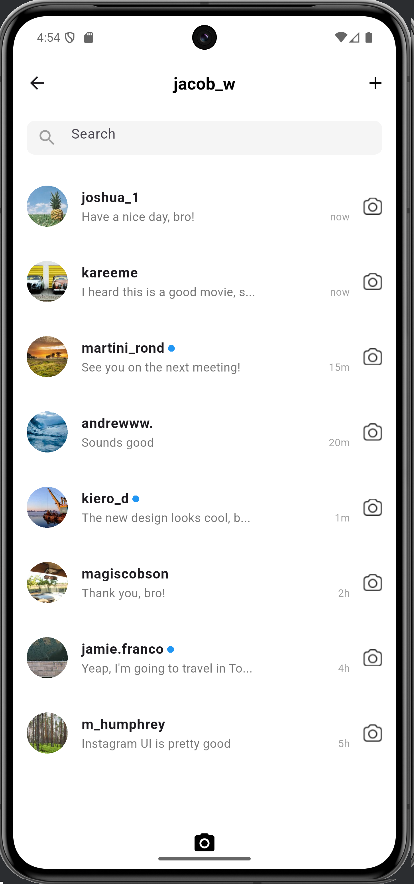 4:54
jacob_w
Search
joshua_1
Have a nice day, bro!
now
kareeme
I heard this is a good movie, s...
now
martini_rond
See you on the next meeting!
15m
andrewww.
Sounds good
20m
kiero_d
The new design looks cool, b...
1m
magiscobson
Thank you, bro!
2h
jamie.franco
Yeap, I'm going to travel in To...
4h
m_humphrey
Instagram UI is pretty good
5h